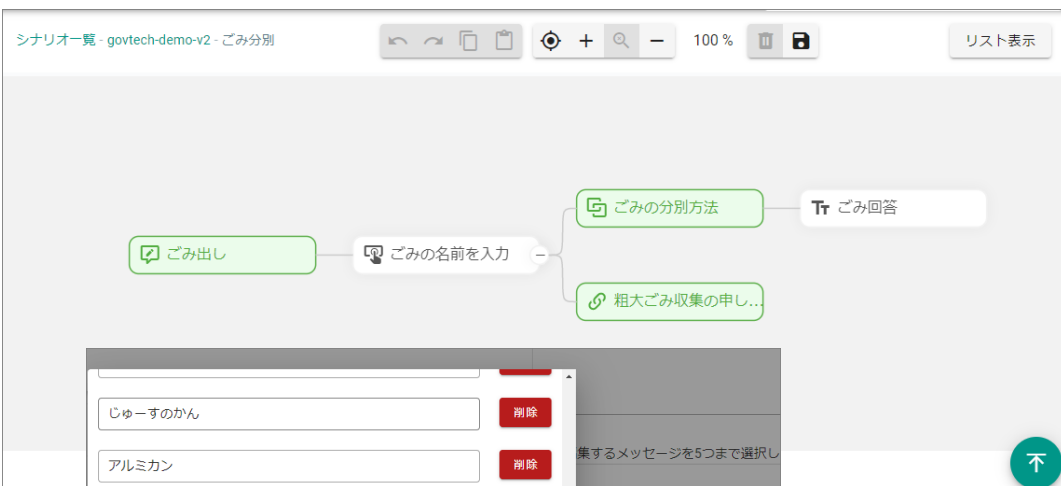 シナリオ一覧 - govtech-demo-v2 - ごみ分別
100 %
リスト表示
ごみの分別方法
ごみ回答
ごみ出し
ごみの名前を入力
粗大ごみ収集の申し...
じゅーすのかん
削除
集するメッセージを5つまで選択し
アルミカン
削除